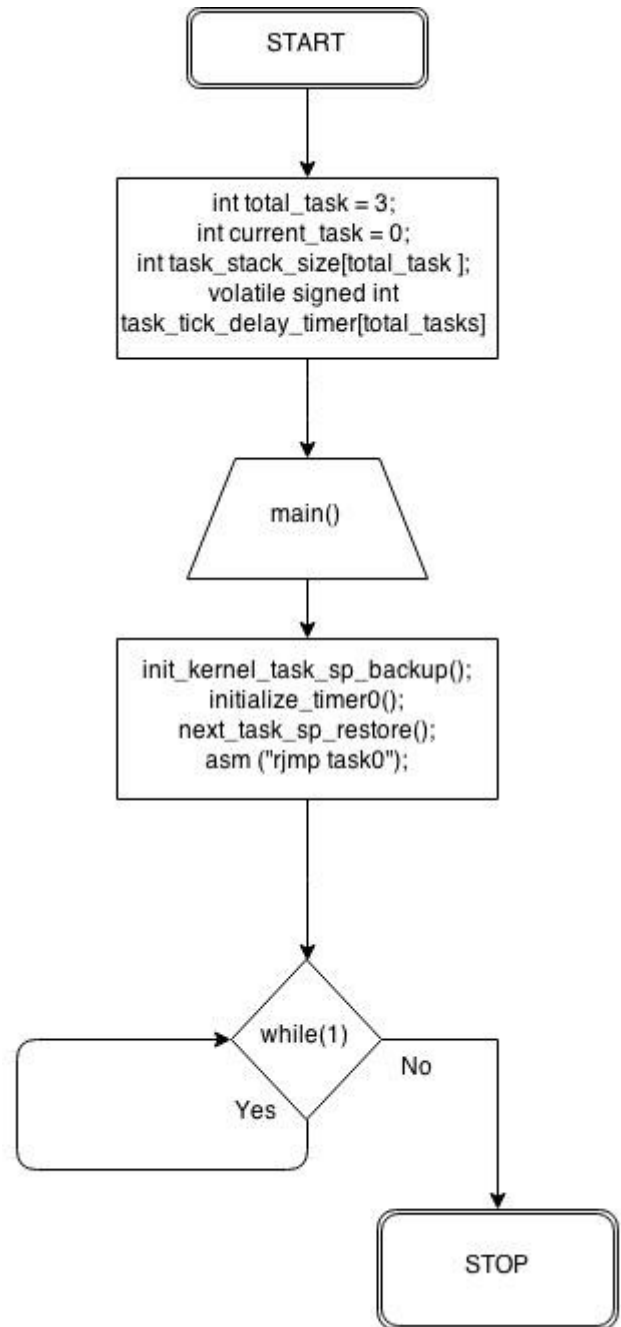 START
int total_task = 3;
int current_task = 0;
int task_stack_size[total_task ];
volatile signed int
task_tick_delay_timer[total_tasks]
main()
init_kernel_task_sp_backup();
initialize_timer0();
next_task_sp_restore();
asm ("rjmp task0");
while(1)
No
Yes
STOP